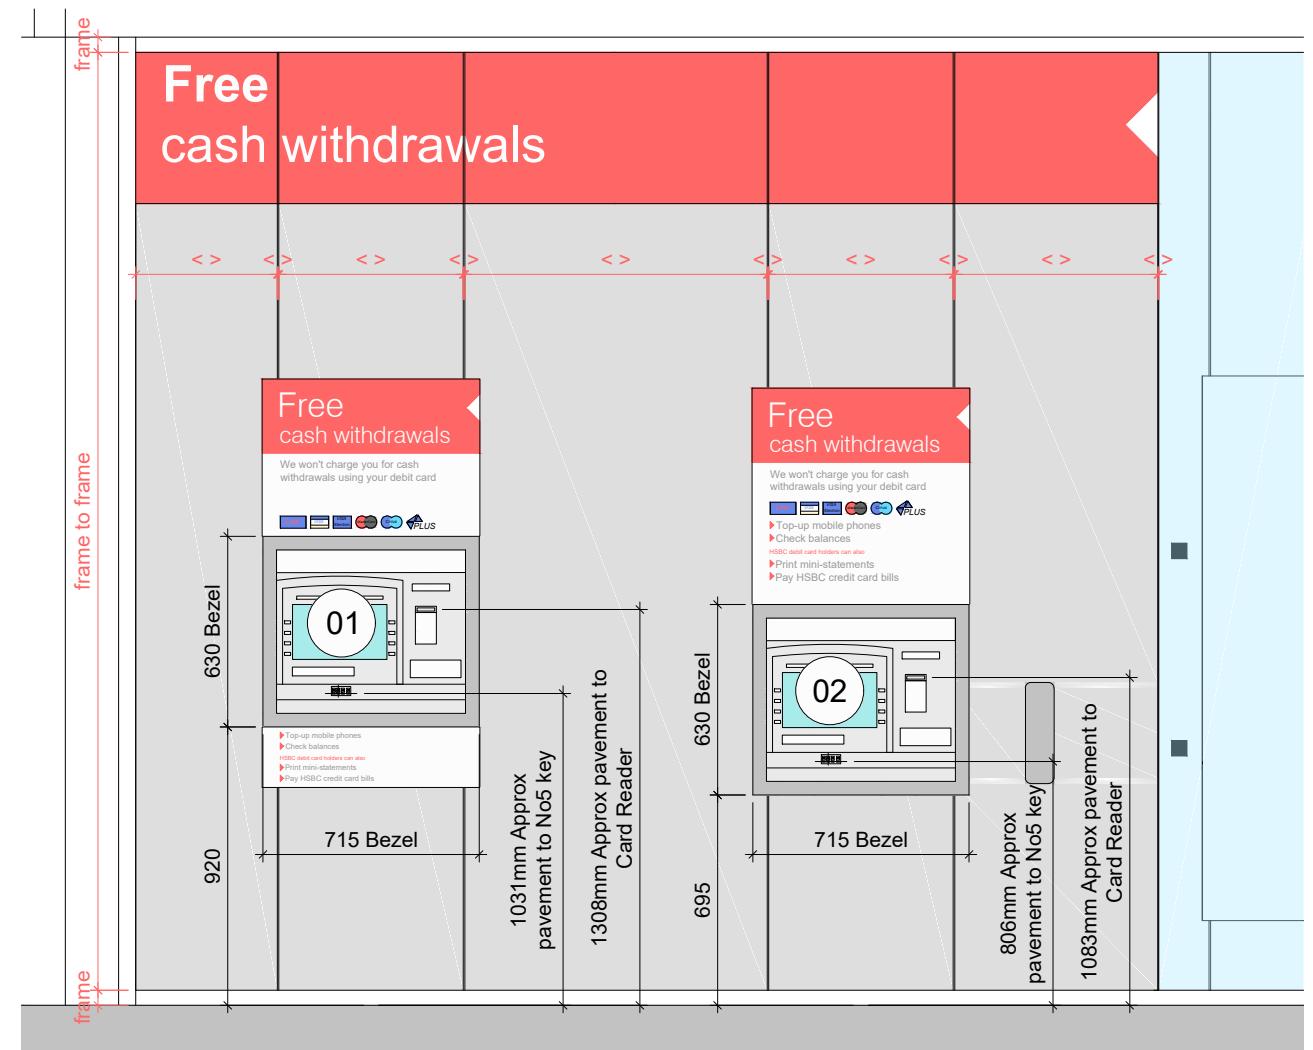 frame
Free
cash withdrawals
< >
< >
< >
< >
< >
< >
< >
< >
< >
frame to frame
Free
cash withdrawals
We won't charge you for cash
withdrawals using your debit card
PLUS
630 Bezel
01
Top-up mobile phones
Check balances
HSBC debit card holders can also
Print mini-statements
Pay HSBC credit card bills
715 Bezel
920
1031mm Approx
pavement to No5 key
1308mm Approx pavement to
Card Reader
Free
cash withdrawals
We won't charge you for cash
withdrawals using your debit card
PLUS
Top-up mobile phones
Check balances
HSBC debit card holders can also
Print mini-statements
Pay HSBC credit card bills
630 Bezel
02
715 Bezel
695
806mm Approx
pavement to No5 key
1083mm Approx pavement to
Card Reader
frame